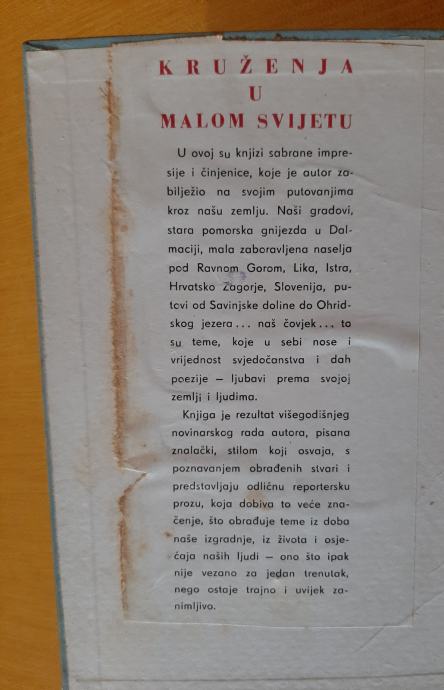 KRUŽENJA
U
MALOM SVIJETU
U ovoj su knjizi sabrane impre-
sije i činjenice, koje je autor za-
bilježio na svojim putovanjima
kroz našu zemlju. Naši gradovi,
stara pomorska gnijezda u Dal-
maciji, mala zaboravljena naselja
pod Ravnom Gorom, Lika, Istra,
Hrvatsko Zagorje, Slovenija, pu-
tovi od Savinjske doline do Ohrid-
skog jezera... naš čovjek... to
su teme, koje u sebi nose i
vrijednost svjedočanstva i dah
poezije — ljubavi prema svojoj
zemlji i ljudima.
Knjiga je rezultat višegodišnjeg
novinarskog rada autora, pisana
znalački, stilom koji osvaja, s
poznavanjem obrađenih stvari i
predstavljaju odličnu reportersku
prozu, koja dobiva to veće zna-
čenje, što obrađuje teme iz doba
naše izgradnje, iz života i osje-
ćaja naših ljudi — ono što ipak
nije vezano za jedan trenutak,
nego ostaje trajno i uvijek za-
nimljivo.